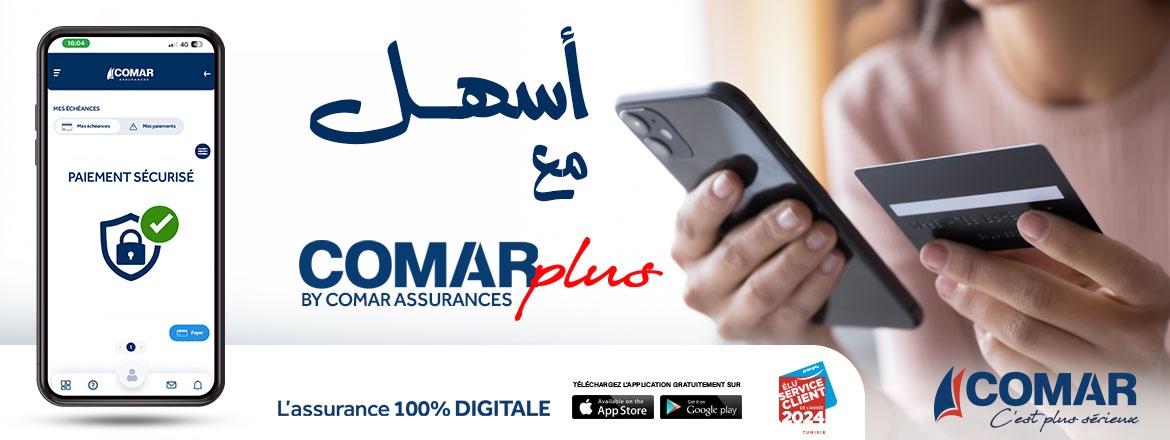 16:04
4G
COMAR
ASSURANCES
MES ÉCHÉANCES
Mes échéances
Mes paiements
PAIEMENT SÉCURISÉ
Payer
1
أسهل
مع
COMAR plus
BY COMAR ASSURANCES
L'assurance 100% DIGITALE
TÉLÉCHARGEZ L'APPLICATION GRATUITEMENT SUR
Available on the
App Store
Get it on
Google play
ÉLU
SERVICE
CLIENT
DE L'ANNÉE
2024
TUNISIE
COMAR
C'est plus sérieux